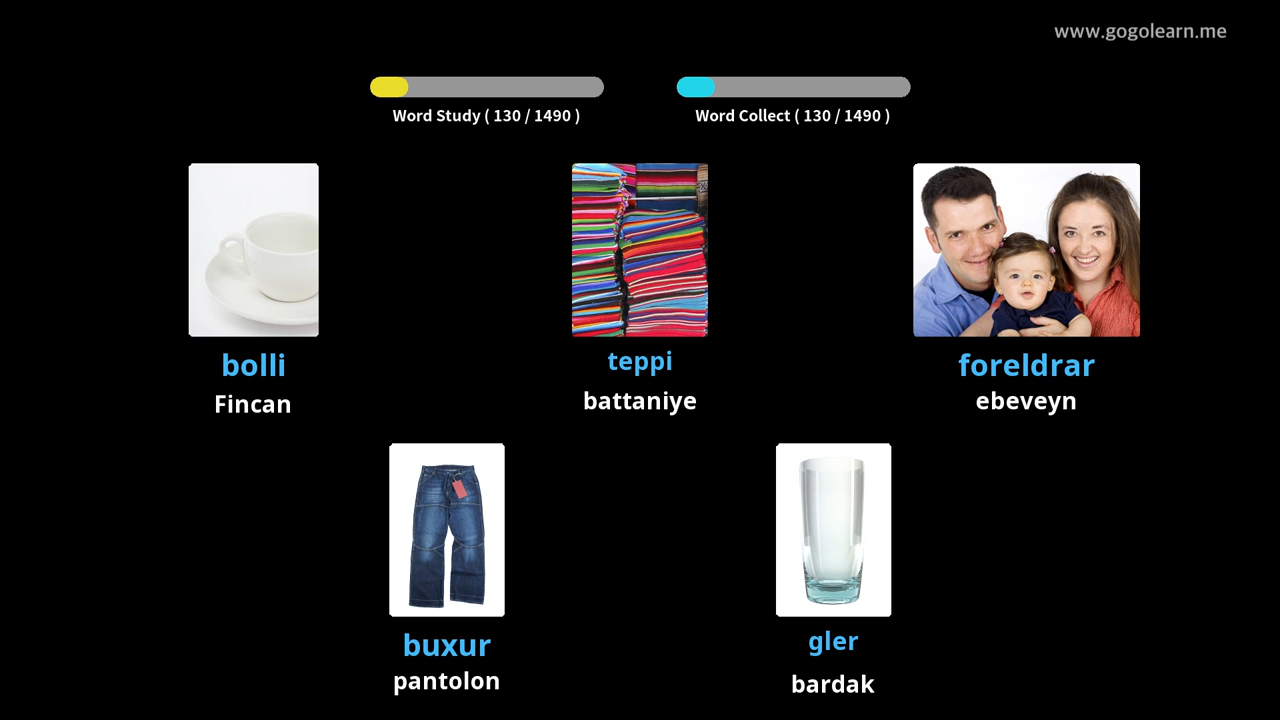 www.gogolearn.me
Word Study ( 130 / 1490 )
Word Collect ( 130 / 1490 )
bolli
Fincan
teppi
battaniye
foreldrar
ebeveyn
buxur
pantolon
gler
bardak